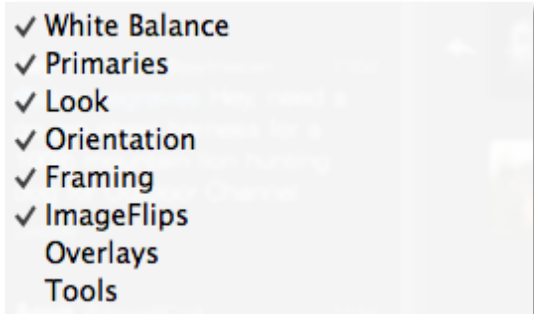 ✓ White Balance
✓ Primaries
✓ Look
✓ Orientation
✓ Framing
✓ ImageFlips
Overlays
Tools